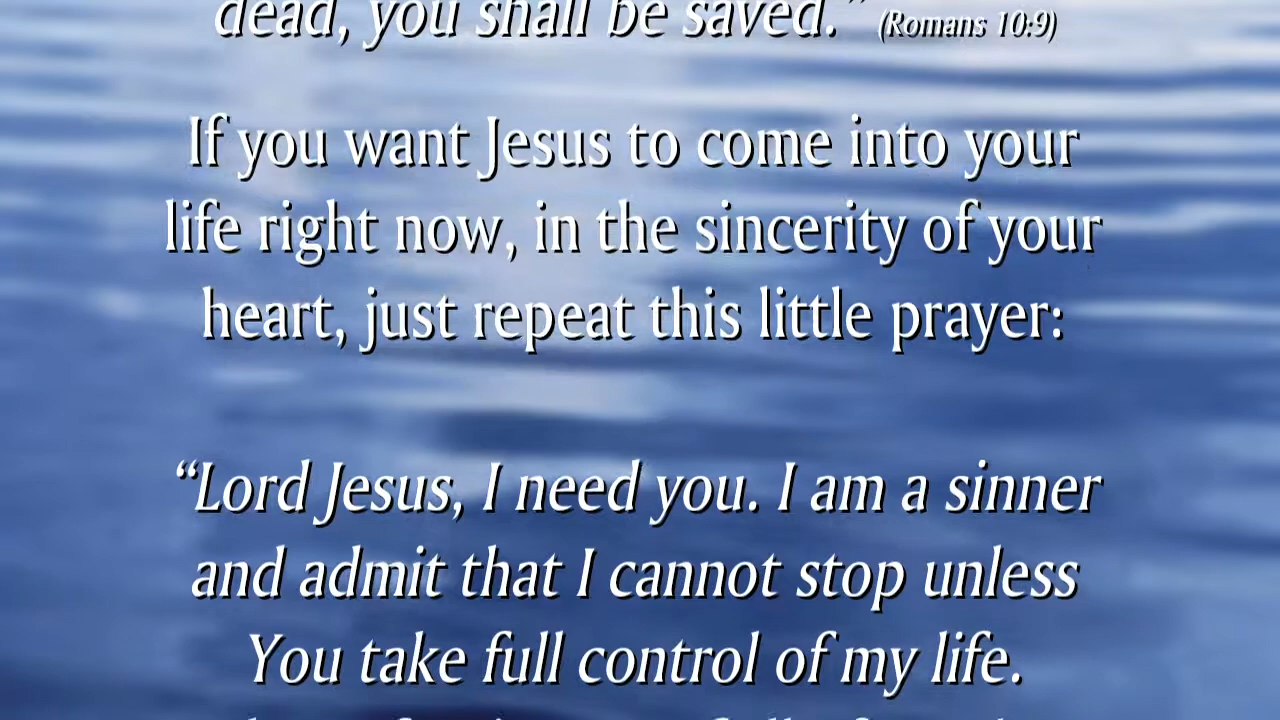 dead, you shall be saved.” (Romans 10:9)
If you want Jesus to come into your
life right now, in the sincerity of your
heart, just repeat this little prayer:
“Lord Jesus, I need you. I am a sinner
and admit that I cannot stop unless
You take full control of my life.